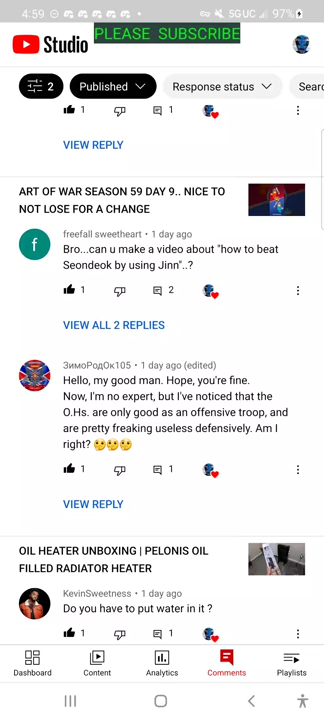 4:59
5GUC
97%
PLEASE SUBSCRIBE
Studio
2
Published
Response status
Searc
1
1
VIEW REPLY
ART OF WAR SEASON 59 DAY 9.. NICE TO
NOT LOSE FOR A CHANGE
f
freefall sweetheart • 1 day ago
Bro...can u make a video about "how to beat
Seondeok by using Jinn"..?
1
2
VIEW ALL 2 REPLIES
ЗимоРодОк105 • 1 day ago (edited)
Hello, my good man. Hope, you're fine.
Now, I'm no expert, but I've noticed that the
O.Hs. are only good as an offensive troop, and
are pretty freaking useless defensively. Am I
right? 🤔🤔🤔
1
1
VIEW REPLY
OIL HEATER UNBOXING | PELONIS OIL
FILLED RADIATOR HEATER
KevinSweetness • 1 day ago
Do you have to put water in it ?
1
1
Dashboard
Content
Analytics
Comments
Playlists